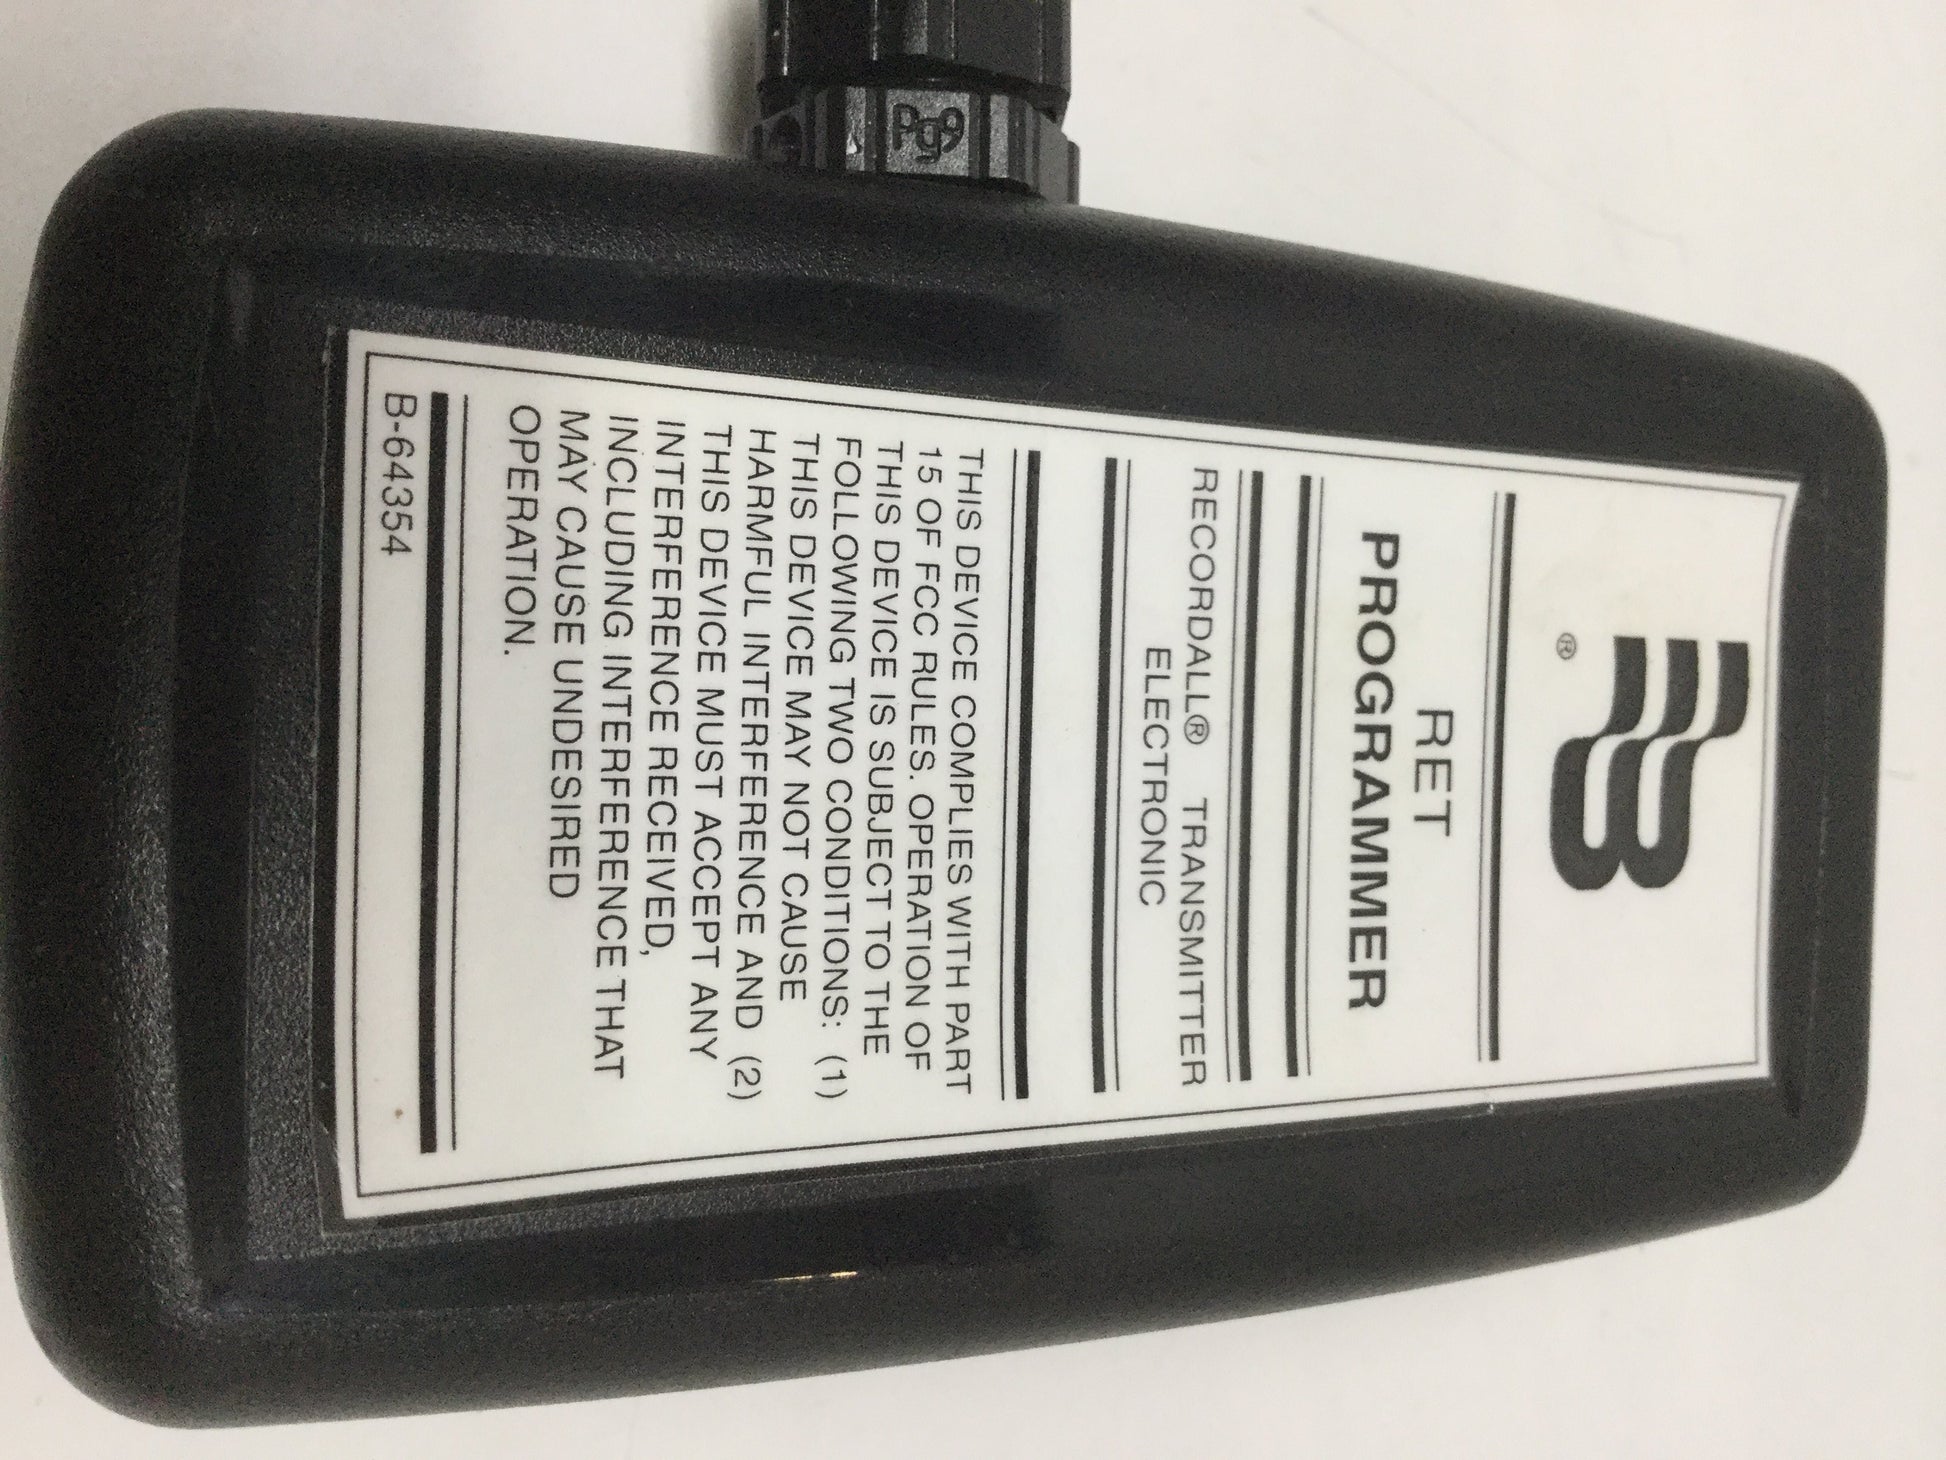 ®
RET
PROGRAMMER
RECORDALL® TRANSMITTER
ELECTRONIC
THIS DEVICE COMPLIES WITH PART
15 OF FCC RULES. OPERATION OF
THIS DEVICE IS SUBJECT TO THE
FOLLOWING TWO CONDITIONS: (1)
THIS DEVICE MAY NOT CAUSE
HARMFUL INTERFERENCE AND (2)
THIS DEVICE MUST ACCEPT ANY
INTERFERENCE RECEIVED,
INCLUDING INTERFERENCE THAT
MAY CAUSE UNDESIRED
OPERATION.
B-64354
Pg9